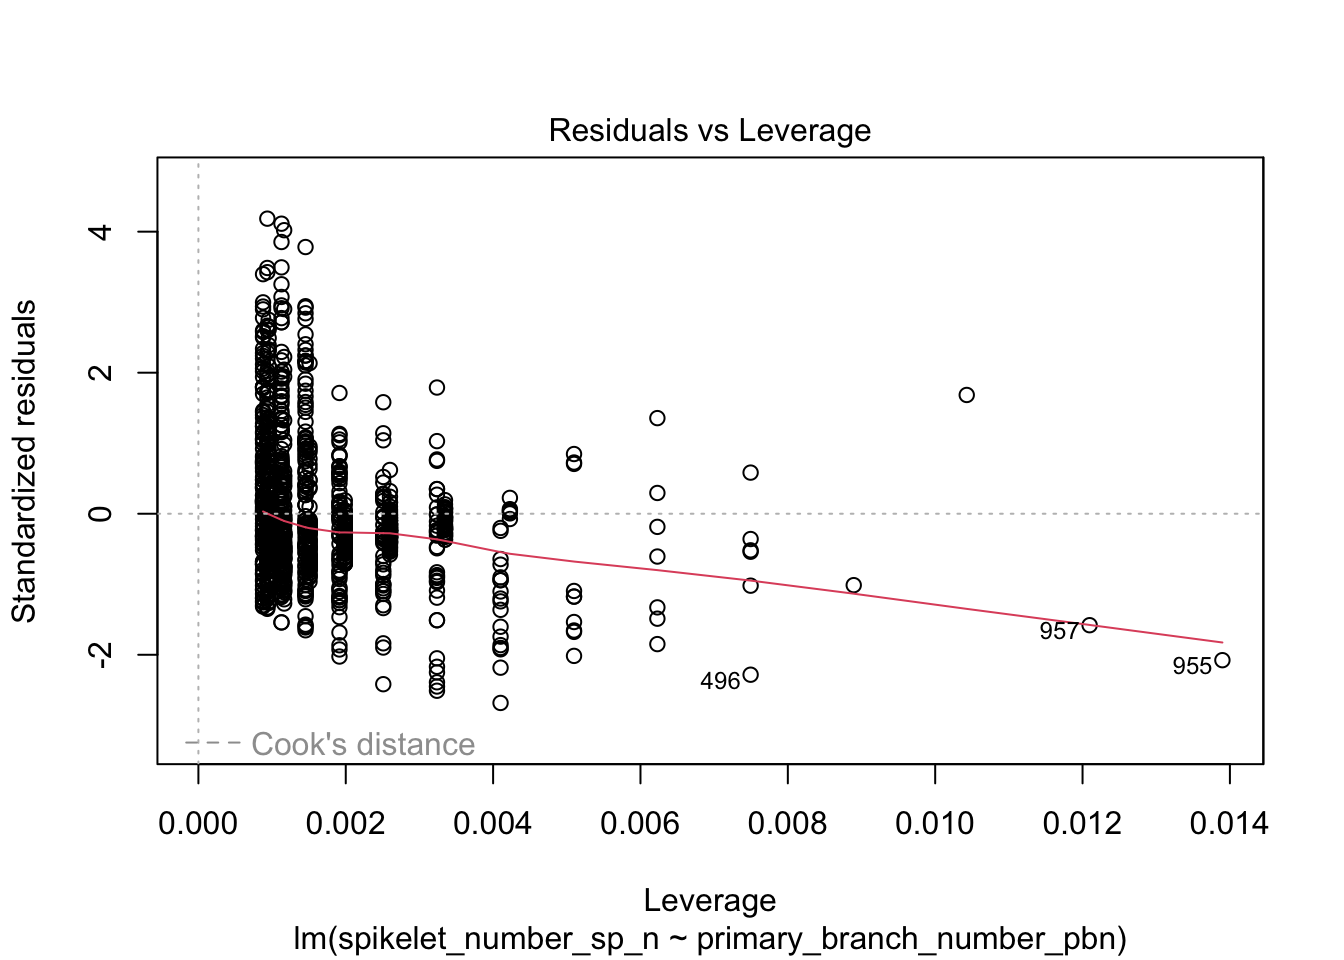 Residuals vs Leverage
Standardized residuals
4
2
0
-2
957
955
496
Cook's distance
0.000 0.002 0.004 0.006 0.008 0.010 0.012 0.014
Leverage
lm(spikelet_number_sp_n ~ primary_branch_number_pbn)